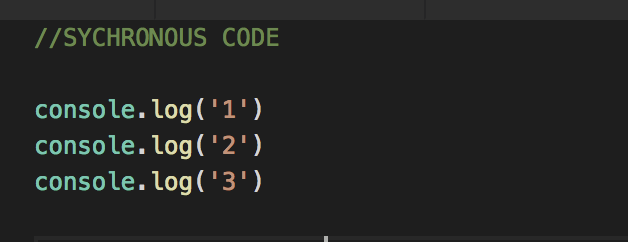 //SYCHRONOUS CODE
console.log('1')
console.log('2')
console.log('3')